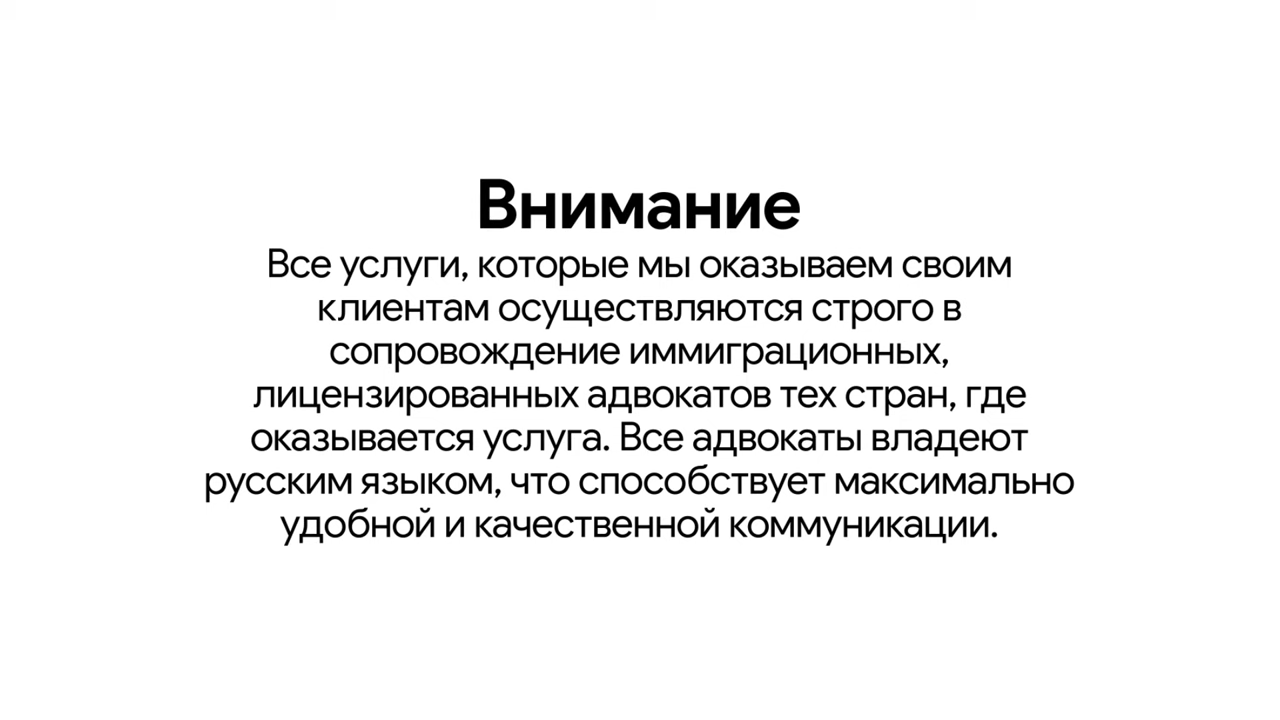 Внимание
Все услуги, которые мы оказываем своим
клиентам осуществляются строго в
сопровождение иммиграционных,
лицензированных адвокатов тех стран, где
оказывается услуга. Все адвокаты владеют
русским языком, что способствует максимально
удобной и качественной коммуникации.